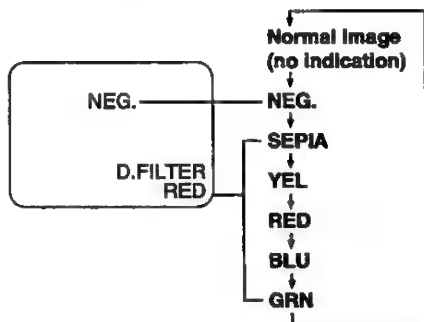 Normal image
(no indication)
NEG.
NEG.
SEPIA
D.FILTER
RED
YEL
RED
BLU
GRN